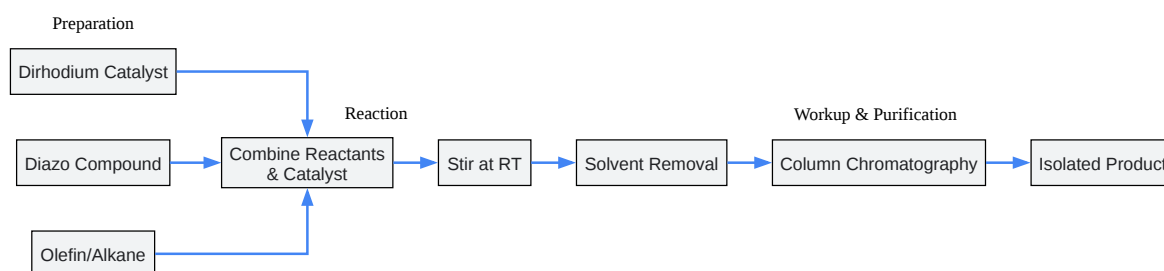 Preparation
Dirhodium Catalyst
Reaction
Workup & Purification
Diazo Compound
Combine Reactants
& Catalyst
Stir at RT
Solvent Removal
Column Chromatography
Isolated Product
Olefin/Alkane